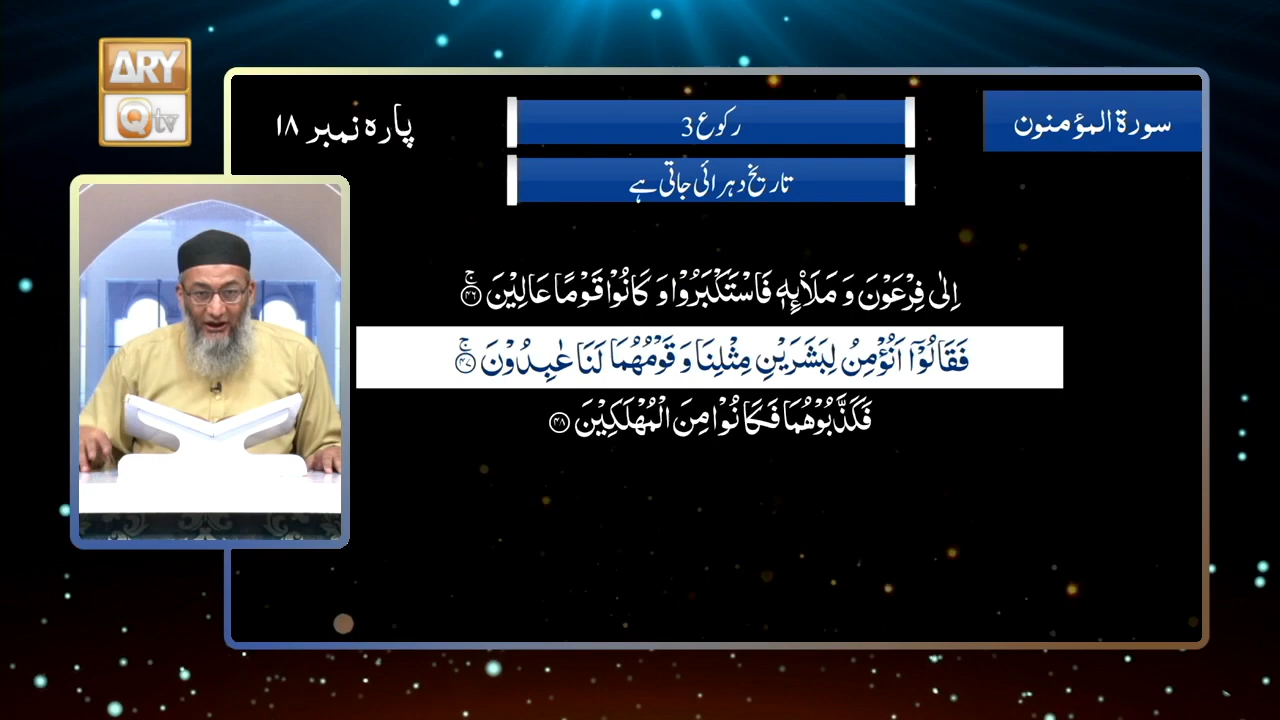 ARY
Qtv
سورۃ المؤمنون
رکوع 3
پارہ نمبر ۱۸
تاریخ دہرائی جاتی ہے
اِلٰی فِرْعَوْنَ وَ مَلَا۠ئِهٖ فَاسْتَكْبَرُوْا وَ كَانُوْا قَوْمًا عَالِیْنَ ۚ﴿۴۶﴾
فَقَالُوْۤا اَنُؤْمِنُ لِبَشَرَیْنِ مِثْلِنَا وَ قَوْمُهُمَا لَنَا عٰبِدُوْنَ ۚ﴿۴۷﴾
فَكَذَّبُوْهُمَا فَكَانُوْا مِنَ الْمُهْلَكِیْنَ ﴿۴۸﴾